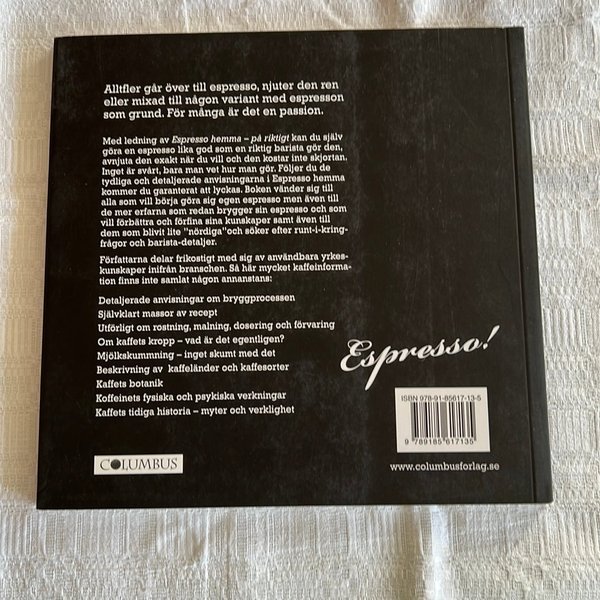 Alltfler går över till espresso, njuter den ren
eller mixad till någon variant med espresson
som grund. För många är det en passion.
Med ledning av Espresso hemma – på riktigt kan du själv
göra en espresso lika god som en riktig barista gör den,
avnjuta den exakt när du vill och den kostar inte skjortan.
Inget är svårt, bara man vet hur man gör. Följer du de
tydliga och detaljerade anvisningarna i Espresso hemma
kommer du garanterat att lyckas. Boken vänder sig till
alla som vill börja göra sig egen espresso men även till
de mer erfarna som redan brygger sin espresso och som
vill förbättra och förfina sina kunskaper samt även till
dem som blivit lite "nördiga"och söker efter runt-i-kring-
frågor och barista-detaljer.
Författarna delar frikostigt med sig av användbara yrkes-
kunskaper inifrån branschen. Så här mycket kaffeinforma-
tion finns inte samlat någon annanstans:
Detaljerade anvisningar om bryggprocessen
Självklart massor av recept
Utförligt om rostning, malning, dosering och förvaring
Om kaffets kropp – vad är det egentligen?
Mjölkskummning – inget skumt med det
Beskrivning av kaffeländer och kaffesorter
Kaffets botanik
Koffeinets fysiska och psykiska verkningar
Kaffets tidiga historia – myter och verklighet
Espresso!
ISBN 978-91-85617-13-5
9 789185 617135
www.columbusforlag.se
COLUMBUS